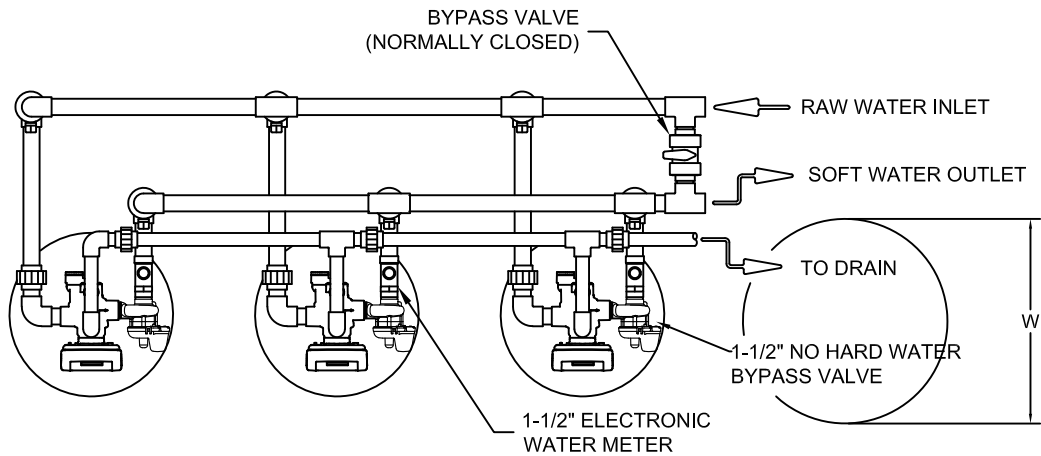 BYPASS VALVE
(NORMALLY CLOSED)
RAW WATER INLET
SOFT WATER OUTLET
TO DRAIN
W
1-1/2" NO HARD WATER
BYPASS VALVE
1-1/2" ELECTRONIC
WATER METER